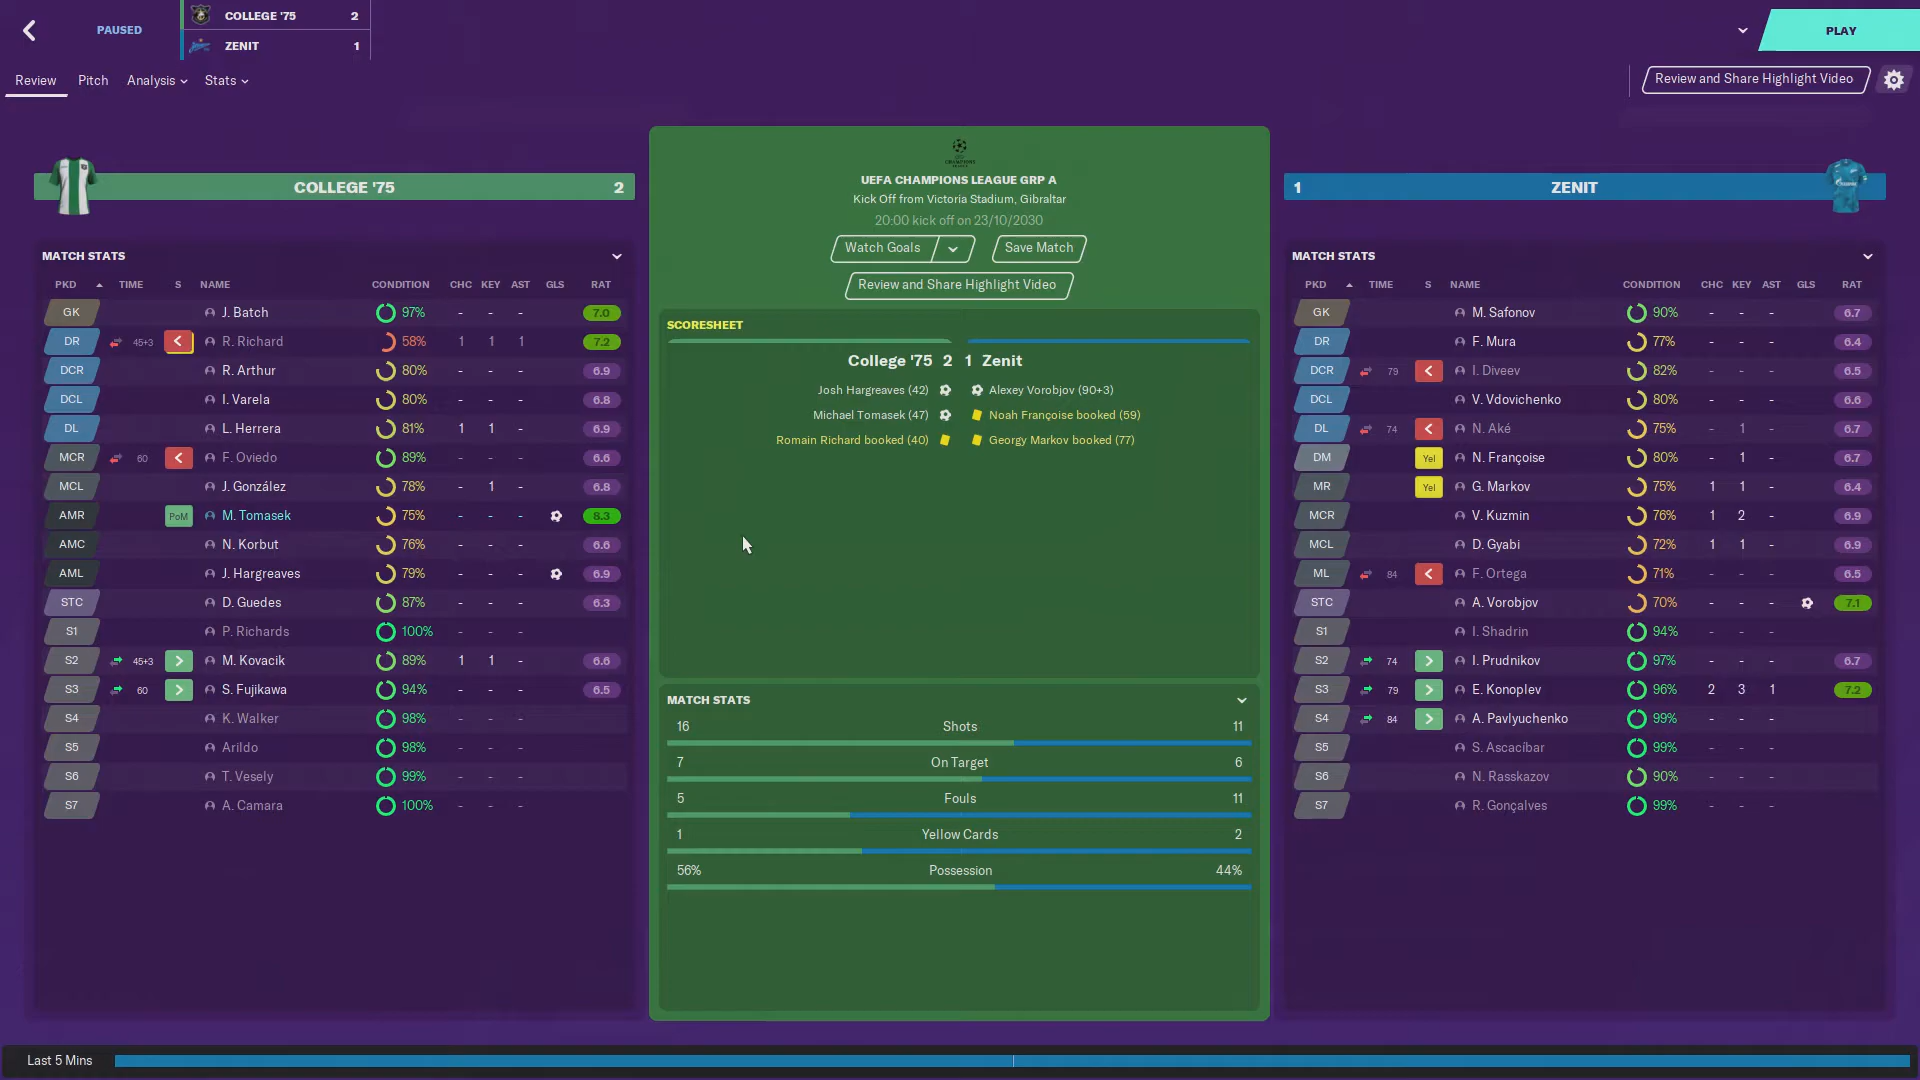 PAUSED
COLLEGE '75 2
ZENIT 1
PLAY
Review Pitch Analysis Stats
Review and Share Highlight Video
COLLEGE '75 2
MATCH STATS
PKD TIME S NAME CONDITION CHC KEY AST GLS RAT
GK J. Batch 97% - - - 7.0
DR 45+3 R. Richard 58% 1 1 1 7.2
DCR R. Arthur 80% - - - 6.9
DCL I. Varela 80% - - - 6.8
DL L. Herrera 81% 1 1 - 6.9
MCR 60 F. Oviedo 89% - - - 6.6
MCL J. González 78% - 1 - 6.8
AMR PoM M. Tomasek 75% - - - 8.3
AMC N. Korbut 76% - - - 6.6
AML J. Hargreaves 79% - - - 6.9
STC D. Guedes 87% - - - 6.3
S1 P. Richards 100% - - -
S2 45+3 M. Kovacik 89% 1 1 - 6.6
S3 60 S. Fujikawa 94% - - - 6.5
S4 K. Walker 98% - - -
S5 Arildo 98% - - -
S6 T. Vesely 99% - - -
S7 A. Camara 100% - - -
CHAMPIONS
UEFA CHAMPIONS LEAGUE GRP A
Kick Off from Victoria Stadium, Gibraltar
20:00 kick off on 23/10/2030
Watch Goals Save Match
Review and Share Highlight Video
SCORESHEET
College '75 2 1 Zenit
Josh Hargreaves (42) Alexey Vorobjov (90+3)
Michael Tomasek (47) Noah Françoise booked (59)
Romain Richard booked (40) Georgy Markov booked (77)
MATCH STATS
16 Shots 11
7 On Target 6
5 Fouls 11
1 Yellow Cards 2
56% Possession 44%
1 ZENIT
MATCH STATS
PKD TIME S NAME CONDITION CHC KEY AST GLS RAT
GK M. Safonov 90% - - - 6.7
DR F. Mura 77% - - - 6.4
DCR 79 I. Diveev 82% - - - 6.5
DCL V. Vdovichenko 80% - - - 6.6
DL 74 N. Aké 75% - 1 - 6.7
DM Yel N. Françoise 80% - 1 - 6.7
MR Yel G. Markov 75% 1 1 - 6.4
MCR V. Kuzmin 76% 1 2 - 6.9
MCL D. Gyabi 72% 1 1 - 6.9
ML 84 F. Ortega 71% - - - 6.5
STC A. Vorobjov 70% - - - 7.1
S1 I. Shadrin 94% - - -
S2 74 I. Prudnikov 97% - - - 6.7
S3 79 E. Konoplev 96% 2 3 1 7.2
S4 84 A. Pavlyuchenko 99% - - -
S5 S. Ascacíbar 99% - - -
S6 N. Rasskazov 90% - - -
S7 R. Gonçalves 99% - - -
Last 5 Mins